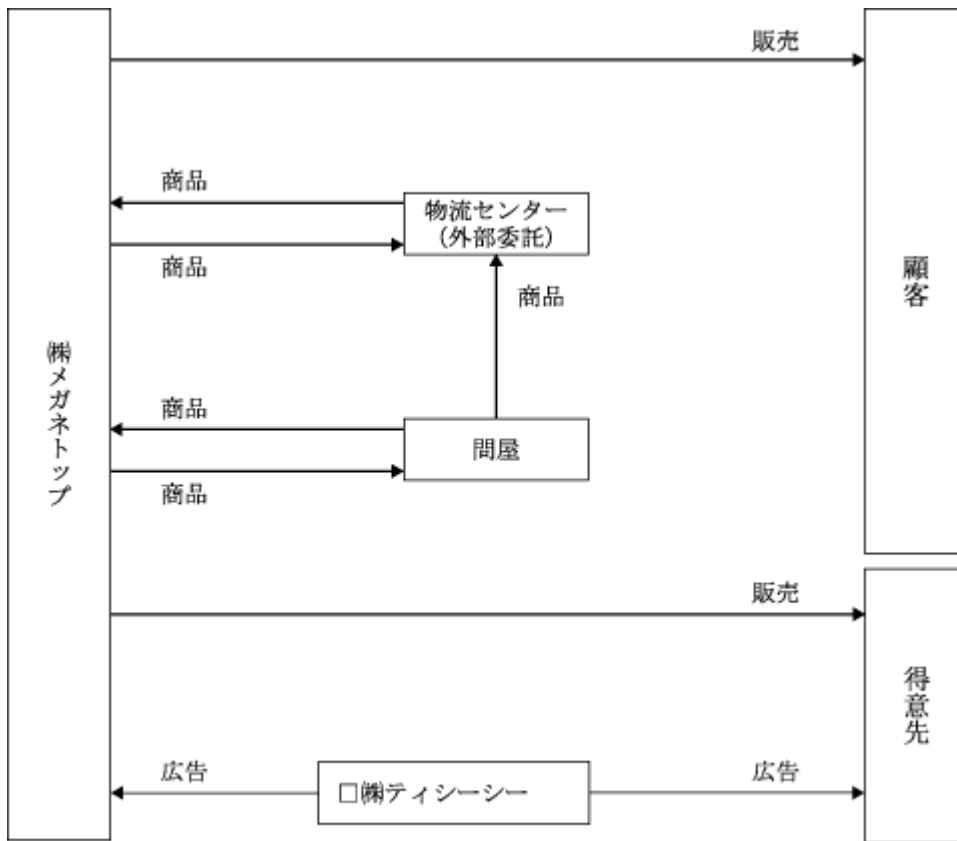 販売
商品
物流センター
（外部委託）
商品
商品
顧客
㈱メガネトップ
商品
問屋
商品
販売
得意先
広告
□㈱ティシーシー
広告